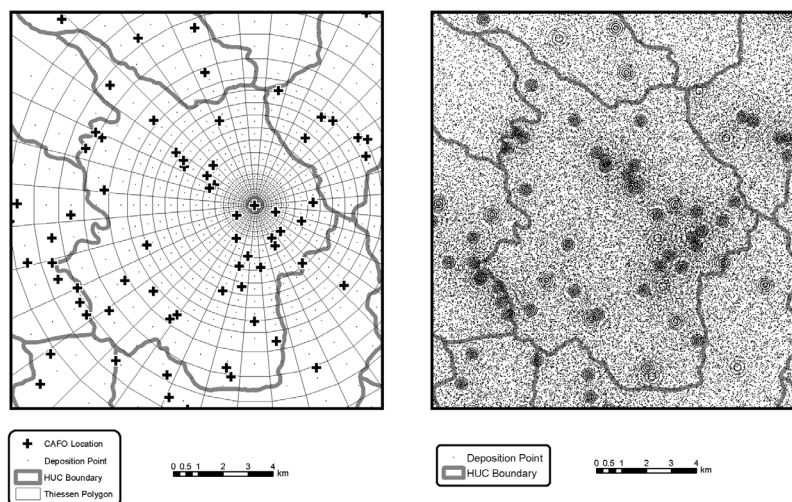 CAFO Location
Deposition Point
HUC Boundary
Thiessen Polygon
0 0.5 1 2 3 4
km
Deposition Point
HUC Boundary
0 0.5 1 2 3 4
km